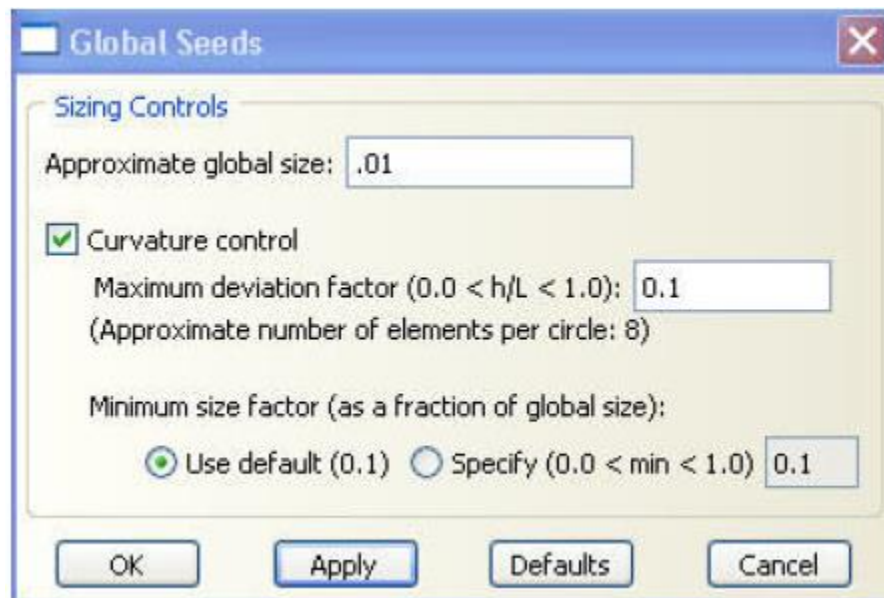 Global Seeds
Sizing Controls
Approximate global size: .01
Curvature control
Maximum deviation factor (0.0 < h/L < 1.0): 0.1
(Approximate number of elements per circle: 8)
Minimum size factor (as a fraction of global size):
Use default (0.1) Specify (0.0 < min < 1.0) 0.1
OK Apply Defaults Cancel